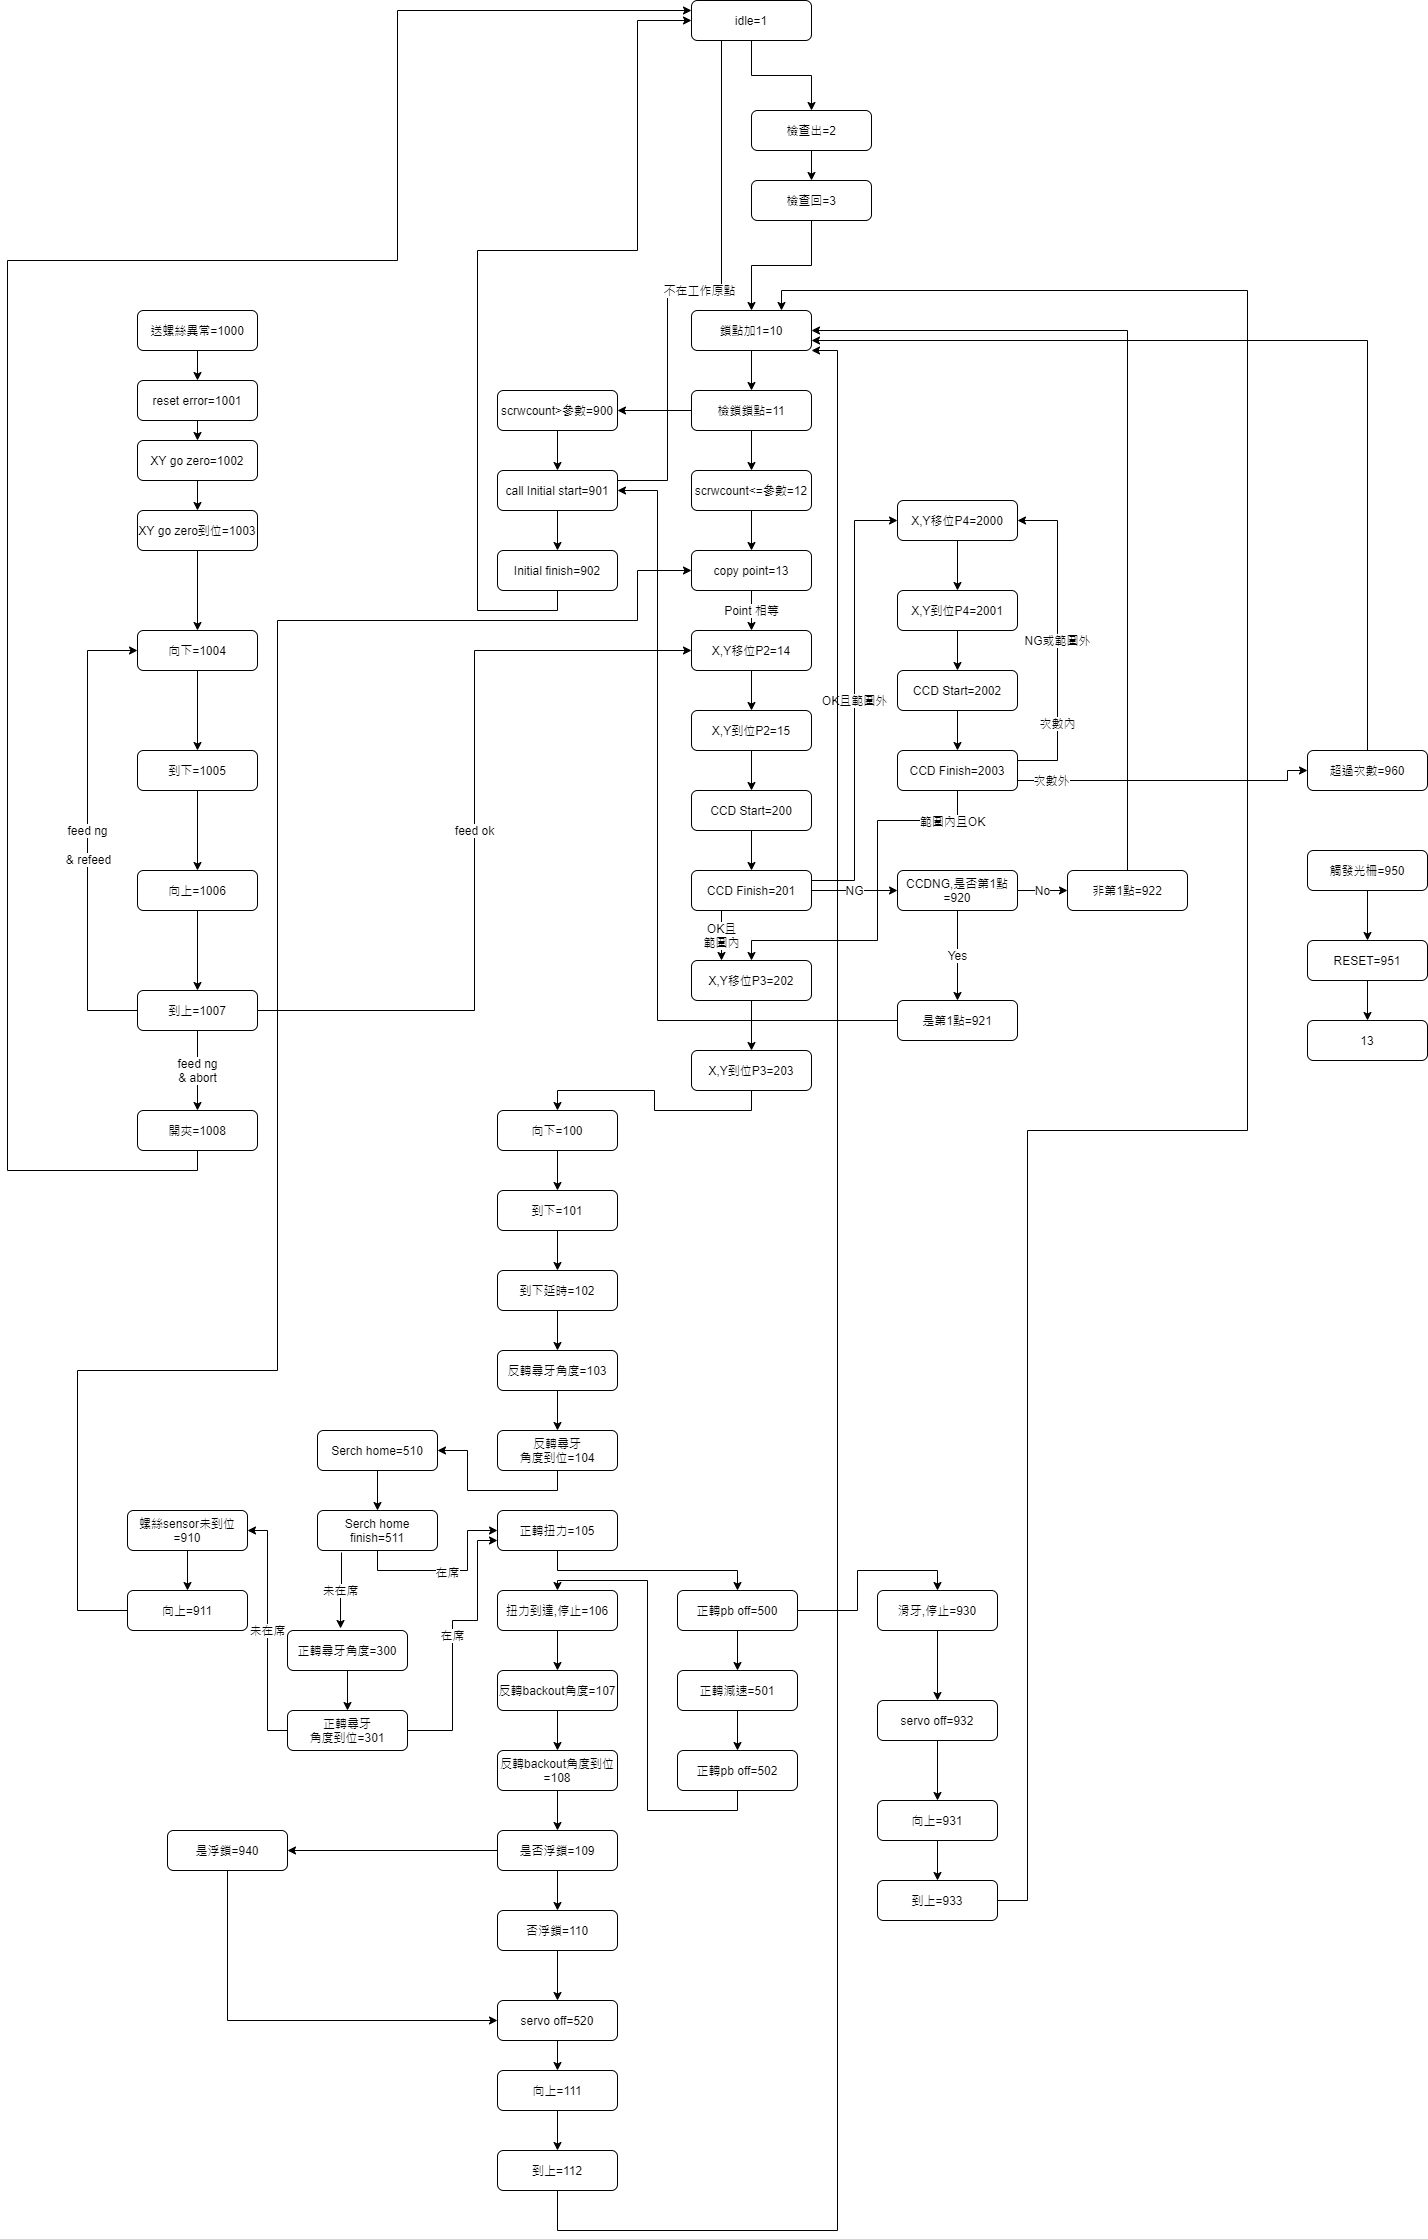 idle=1
檢查出=2
檢查回=3
不在工作原點
送螺絲異常=1000
鎖點加1=10
reset error=1001
scrwcount>參數=900
檢鎖鎖點=11
XY go zero=1002
call Initial start=901
scrwcount<=參數=12
X,Y移位P4=2000
XY go zero到位=1003
Initial finish=902
copy point=13
X,Y到位P4=2001
Point 相等
向下=1004
X,Y移位P2=14
NG或範圍外
CCD Start=2002
OK且範圍外
次數內
X,Y到位P2=15
到下=1005
CCD Finish=2003
次數外
超過次數=960
CCD Start=200
範圍內且OK
feed ng
& refeed
feed ok
向上=1006
CCD Finish=201
NG
CCDNG,是否第1點
=920
No
非第1點=922
觸發光柵=950
OK且
範圍內
Yes
X,Y移位P3=202
RESET=951
到上=1007
是第1點=921
13
feed ng
& abort
X,Y到位P3=203
開夾=1008
向下=100
到下=101
到下延時=102
反轉尋牙角度=103
Serch home=510
反轉尋牙
角度到位=104
螺絲sensor未到位
=910
Serch home
finish=511
正轉扭力=105
在席
未在席
向上=911
扭力到達,停止=106
正轉pb off=500
滑牙,停止=930
未在席
正轉尋牙角度=300
在席
反轉backout角度=107
正轉減速=501
servo off=932
正轉尋牙
角度到位=301
反轉backout角度到位
=108
正轉pb off=502
向上=931
是浮鎖=940
是否浮鎖=109
到上=933
否浮鎖=110
servo off=520
向上=111
到上=112